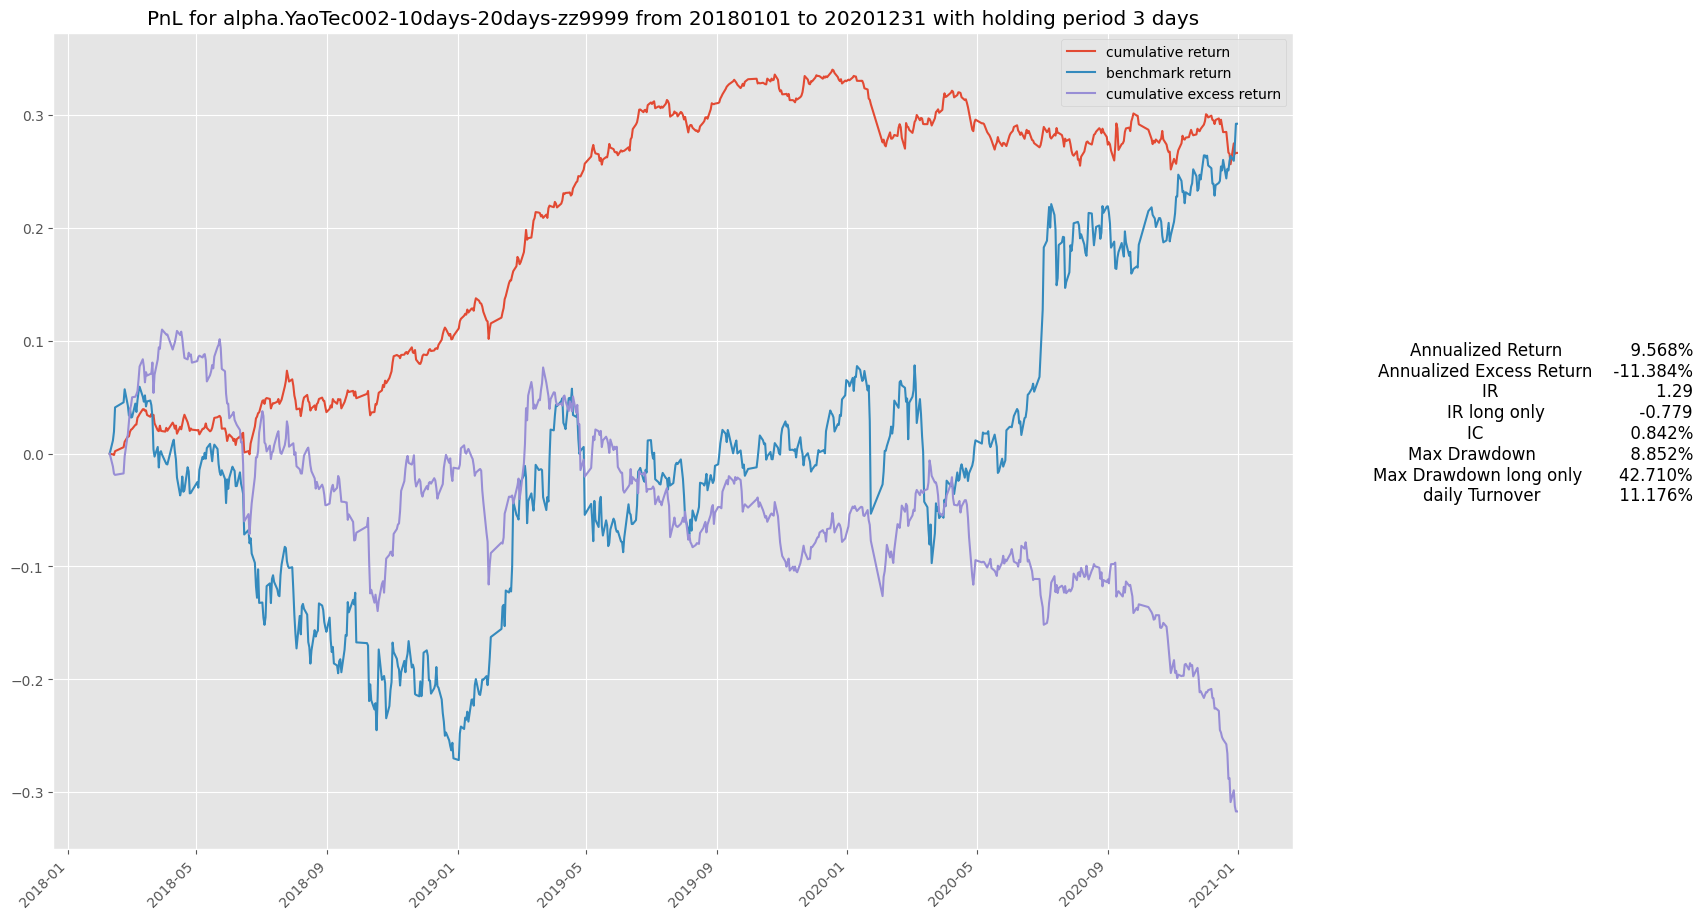 PnL for alpha.YaoTec002-10days-20days-zz9999 from 20180101 to 20201231 with holding period 3 days
cumulative return
benchmark return
cumulative excess return
0.3
0.2
0.1
0.0
−0.1
−0.2
−0.3
2018-01
2018-05
2018-09
2019-01
2019-05
2019-09
2020-01
2020-05
2020-09
2021-01
Annualized Return 9.568%
Annualized Excess Return -11.384%
IR 1.29
IR long only -0.779
IC 0.842%
Max Drawdown 8.852%
Max Drawdown long only 42.710%
daily Turnover 11.176%